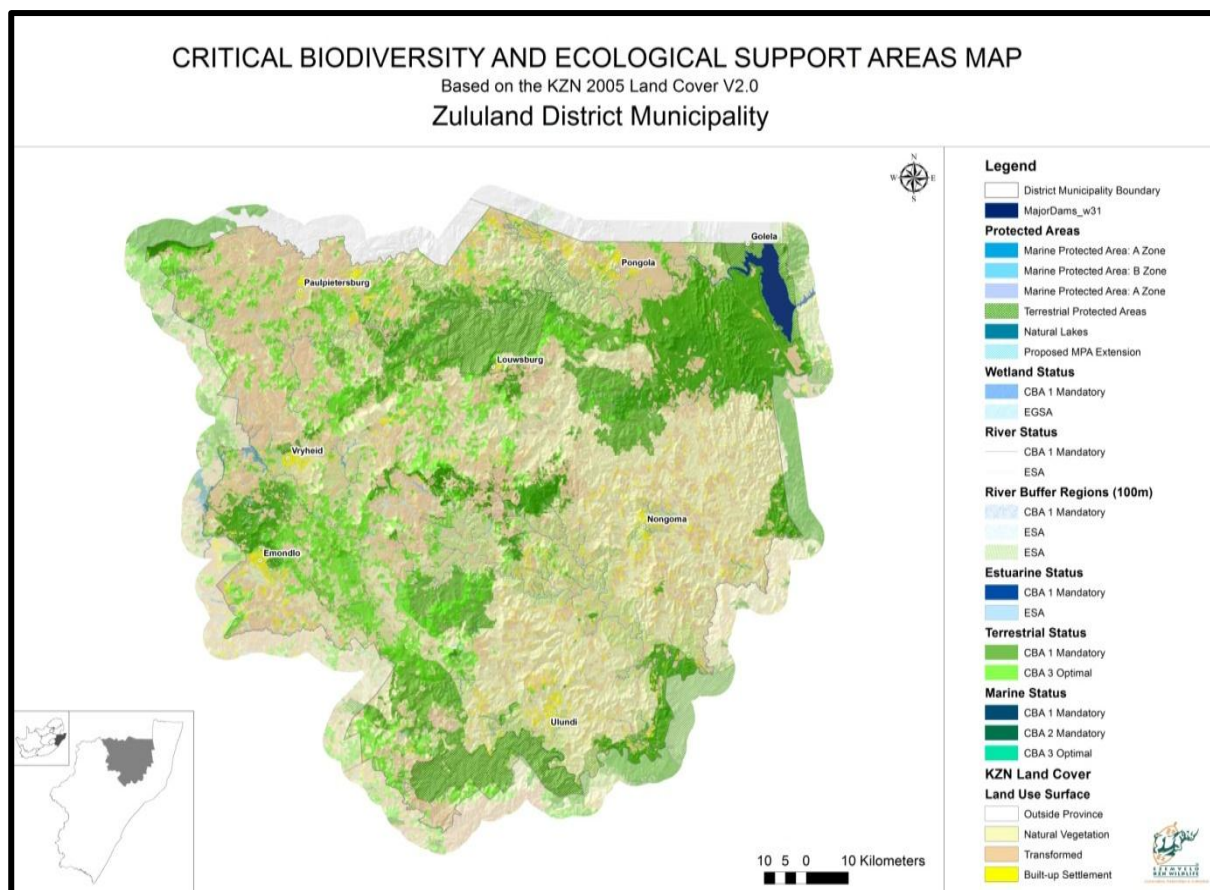 CRITICAL BIODIVERSITY AND ECOLOGICAL SUPPORT AREAS MAP
Based on the KZN 2005 Land Cover V2.0
Zululand District Municipality
N
W E
S
Golela
Pongola
Paulpietersburg
Louwsburg
Vryheid
Nongoma
Emondlo
Ulundi
10 5 0 10 Kilometers
Legend
District Municipality Boundary
MajorDams_w31
Protected Areas
Marine Protected Area: A Zone
Marine Protected Area: B Zone
Marine Protected Area: A Zone
Terrestrial Protected Areas
Natural Lakes
Proposed MPA Extension
Wetland Status
CBA 1 Mandatory
EGSA
River Status
CBA 1 Mandatory
ESA
River Buffer Regions (100m)
CBA 1 Mandatory
ESA
ESA
Estuarine Status
CBA 1 Mandatory
ESA
Terrestrial Status
CBA 1 Mandatory
CBA 3 Optimal
Marine Status
CBA 1 Mandatory
CBA 2 Mandatory
CBA 3 Optimal
KZN Land Cover
Land Use Surface
Outside Province
Natural Vegetation
Transformed
Built-up Settlement
EZEMVELO
KZN WILDLIFE